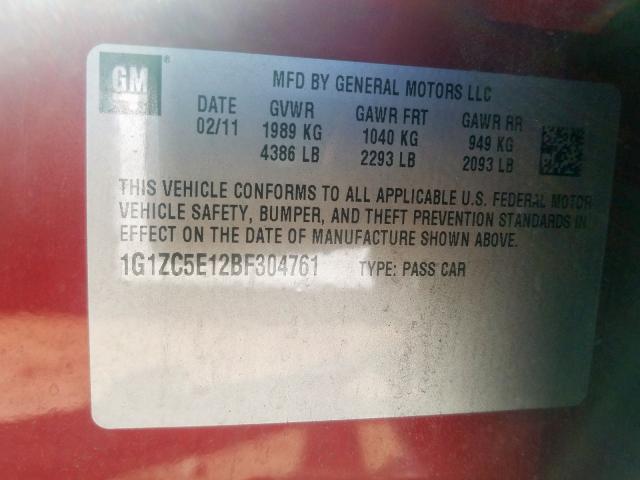 GM ®
MFD BY GENERAL MOTORS LLC
DATE GVWR GAWR FRT GAWR RR
02/11 1989 KG 1040 KG 949 KG
4386 LB 2293 LB 2093 LB
THIS VEHICLE CONFORMS TO ALL APPLICABLE U.S. FEDERAL MOTOR
VEHICLE SAFETY, BUMPER, AND THEFT PREVENTION STANDARDS IN
EFFECT ON THE DATE OF MANUFACTURE SHOWN ABOVE.
1G1ZC5E12BF304761 TYPE: PASS CAR